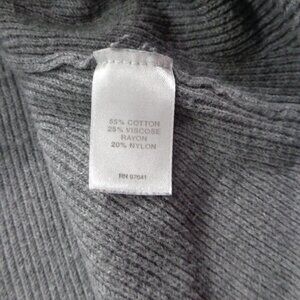 55% COTTON
25% VISCOSE
RAYON
20% NYLON
RN 97041